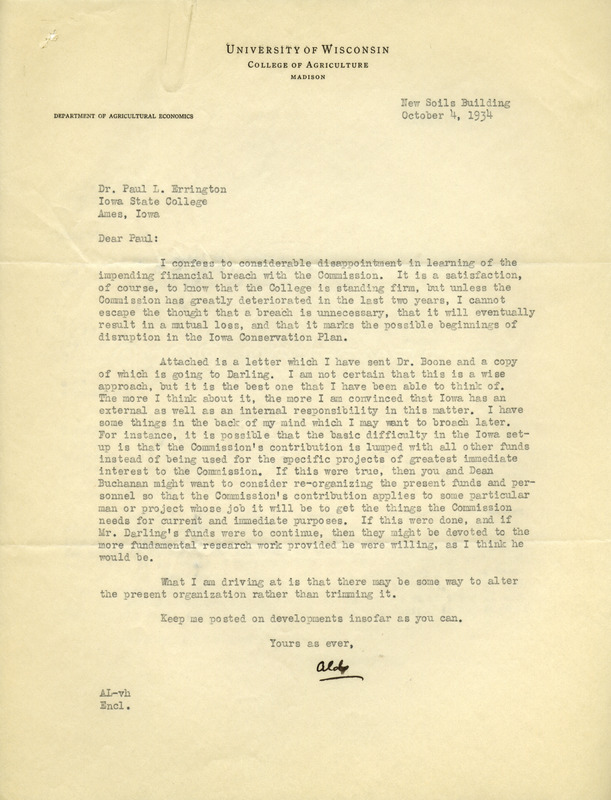 UNIVERSITY OF WISCONSIN
COLLEGE OF AGRICULTURE
MADISON
New Soils Building
October 4, 1934
DEPARTMENT OF AGRICULTURAL ECONOMICS
Dr. Paul L. Errington
Iowa State College
Ames, Iowa
Dear Paul:
I confess to considerable disappointment in learning of the
impending financial breach with the Commission. It is a satisfaction,
of course, to know that the College is standing firm, but unless the
Commission has greatly deteriorated in the last two years, I cannot
escape the thought that a breach is unnecessary, that it will eventually
result in a mutual loss, and that it marks the possible beginnings of
disruption in the Iowa Conservation Plan.
Attached is a letter which I have sent Dr. Boone and a copy
of which is going to Darling. I am not certain that this is a wise
approach, but it is the best one that I have been able to think of.
The more I think about it, the more I am convinced that Iowa has an
external as well as an internal responsibility in this matter. I have
some things in the back of my mind which I may want to broach later.
For instance, it is possible that the basic difficulty in the Iowa set-
up is that the Commission's contribution is lumped with all other funds
instead of being used for the specific projects of greatest immediate
interest to the Commission. If this were true, then you and Dean
Buchanan might want to consider re-organizing the present funds and per-
sonnel so that the Commission's contribution applies to some particular
man or project whose job it will be to get the things the Commission
needs for current and immediate purposes. If this were done, and if
Mr. Darling's funds were to continue, then they might be devoted to the
more fundamental research work provided he were willing, as I think he
would be.
What I am driving at is that there may be some way to alter
the present organization rather than trimming it.
Keep me posted on developments insofar as you can.
Yours as ever,
Aldo
AL-vh
Encl.